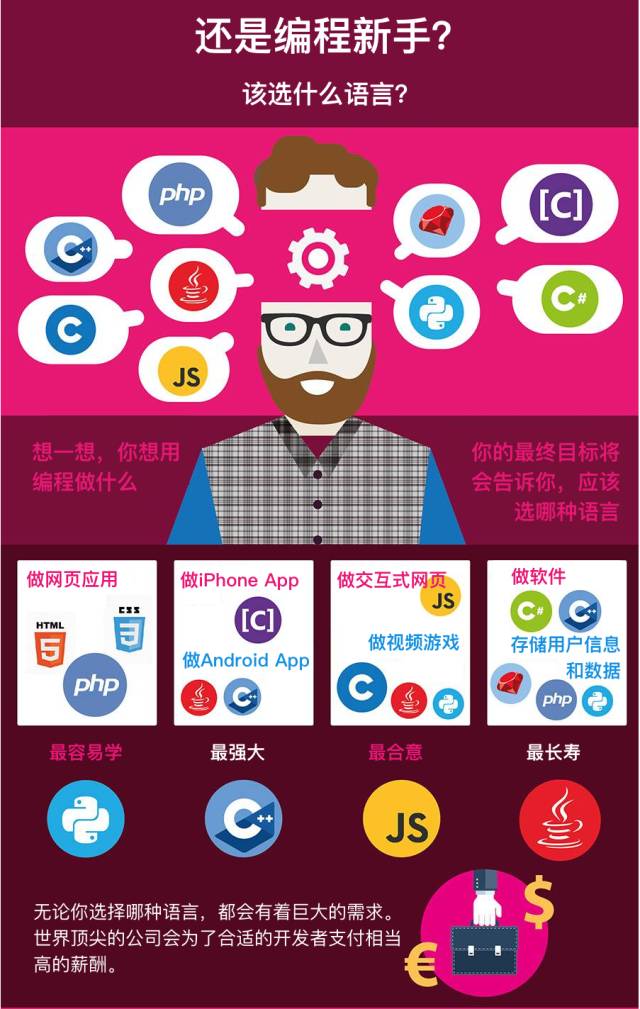 还是编程新手？
该选什么语言？
php
[C]
C++
C#
C
JS
想一想，你想用
编程做什么
你的最终目标将
会告诉你，应该
选哪种语言
做网页应用
HTML
5
CSS
3
php
做iPhone App
[C]
做Android App
C++
做交互式网页
JS
做视频游戏
C
做软件
C#
C++
存储用户信息
和数据
php
最容易学
最强大
最合意
最长寿
C++
JS
无论你选择哪种语言，都会有着巨大的需求。
世界顶尖的公司会为了合适的开发者支付相当
高的薪酬。
$
€